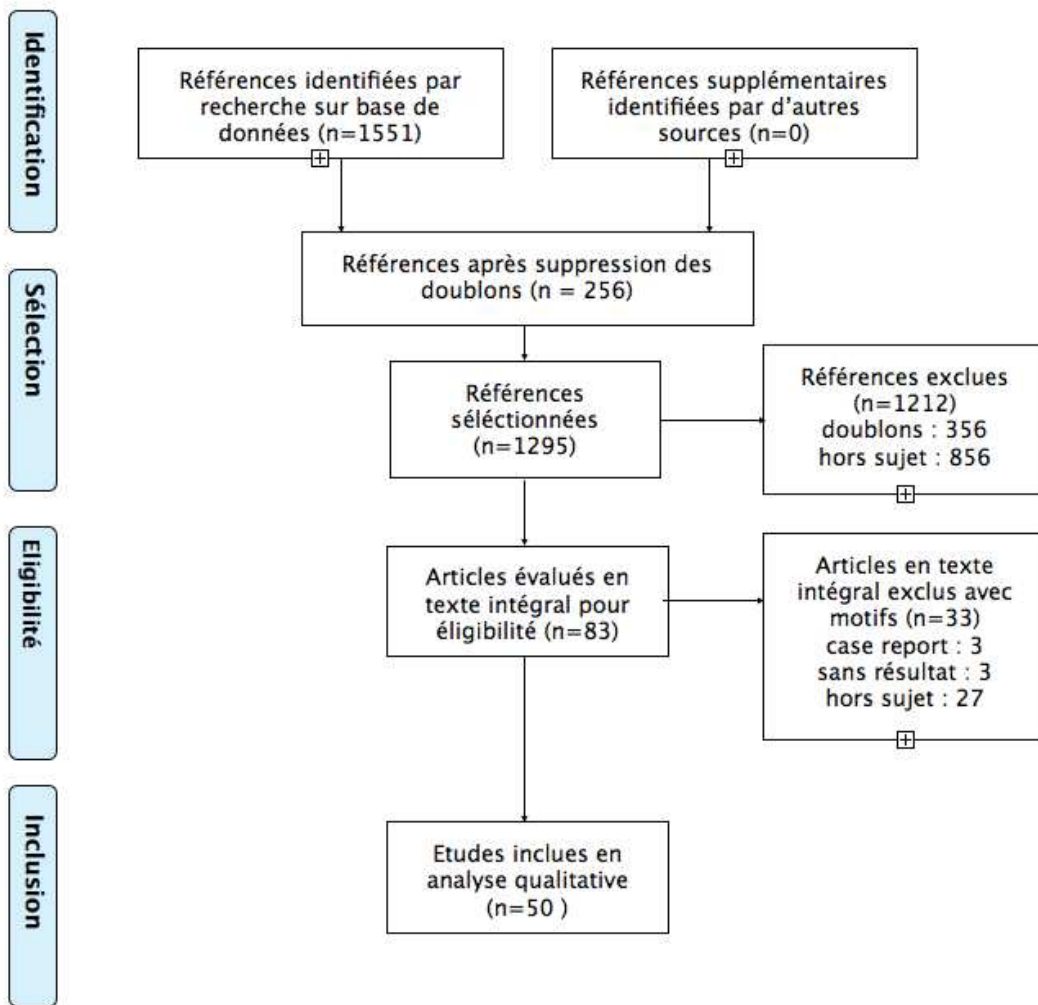 Identification
Références identifiées par
recherche sur base de
données (n=1551)
Références supplémentaires
identifiées par d'autres
sources (n=0)
Références après suppression des
doublons (n = 256)
Sélection
Références
séléctionnées
(n=1295)
Références exclues
(n=1212)
doublons : 356
hors sujet : 856
Eligibilité
Articles évalués en
texte intégral pour
éligibilité (n=83)
Articles en texte
intégral exclus avec
motifs (n=33)
case report : 3
sans résultat : 3
hors sujet : 27
Inclusion
Etudes inclues en
analyse qualitative
(n=50 )